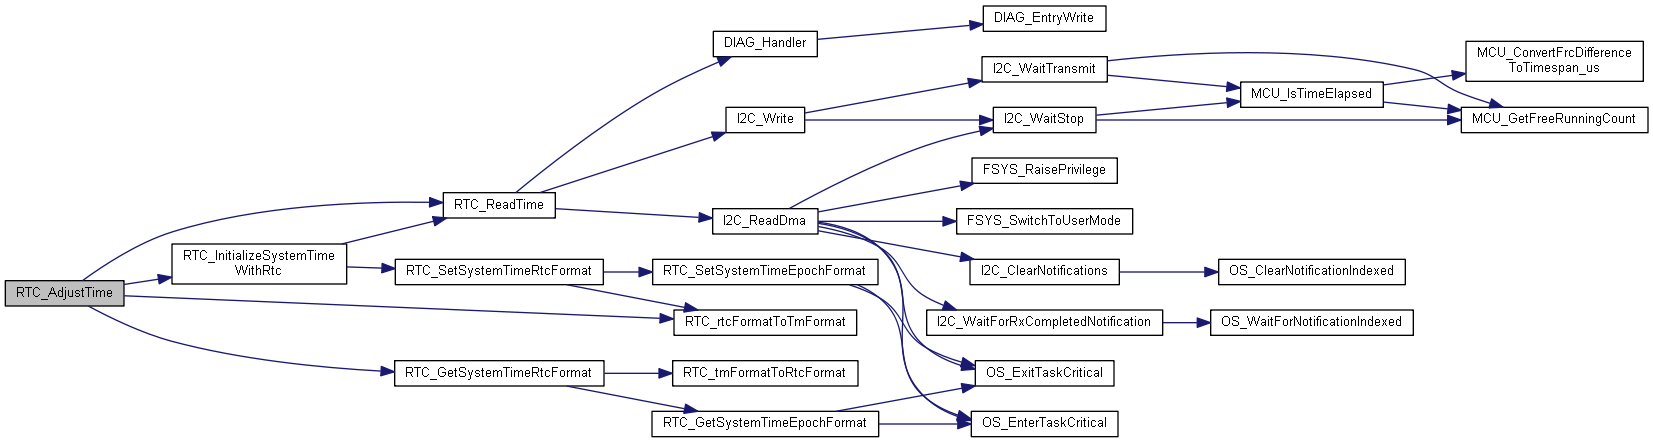 DIAG_EntryWrite
DIAG_Handler
MCU_ConvertFrcDifference
ToTimespan_us
I2C_WaitTransmit
MCU_IsTimeElapsed
I2C_Write
I2C_WaitStop
MCU_GetFreeRunningCount
FSYS_RaisePrivilege
RTC_ReadTime
I2C_ReadDma
FSYS_SwitchToUserMode
RTC_InitializeSystemTime
WithRtc
RTC_SetSystemTimeRtcFormat
RTC_SetSystemTimeEpochFormat
I2C_ClearNotifications
OS_ClearNotificationIndexed
RTC_AdjustTime
RTC_rtcFormatToTmFormat
I2C_WaitForRxCompletedNotification
OS_WaitForNotificationIndexed
RTC_GetSystemTimeRtcFormat
RTC_tmFormatToRtcFormat
OS_ExitTaskCritical
RTC_GetSystemTimeEpochFormat
OS_EnterTaskCritical